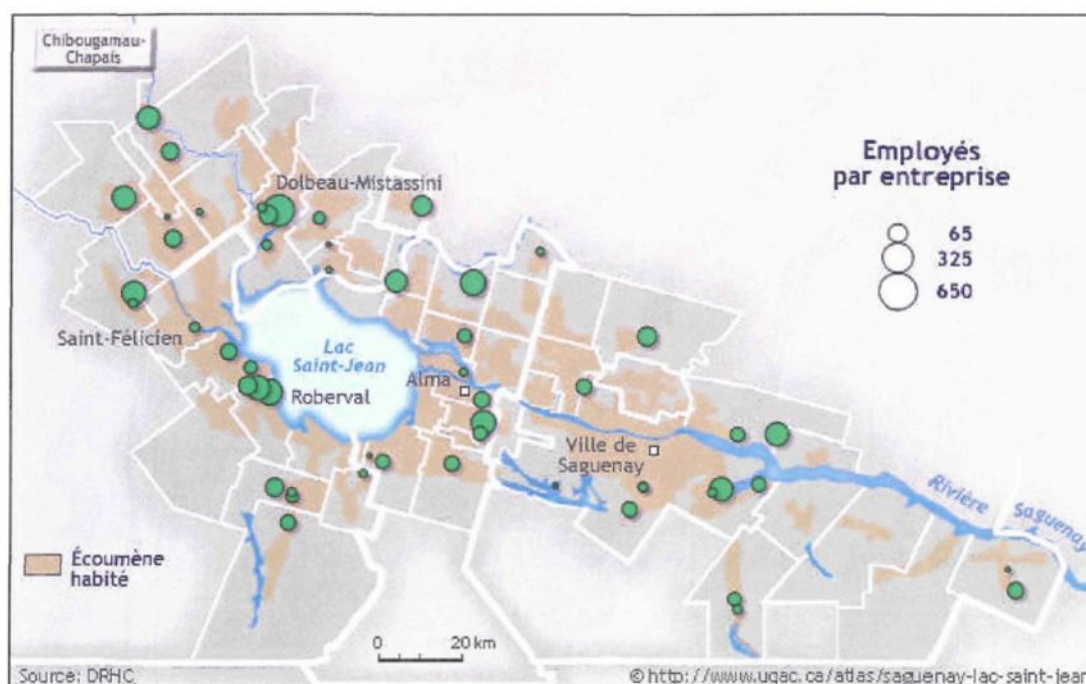 Chibougamau-
Chapais
Dolbeau-Mistassini
Employés
par entreprise
65
325
650
Saint-Félicien
Lac
Saint-Jean
Alma
Roberval
Ville de
Saguenay
Rivière Saguenay
Écoumène
habité
0 20 km
Source: DRHC
© http://www.uqac.ca/atlas/saguenay-lac-saint-jean